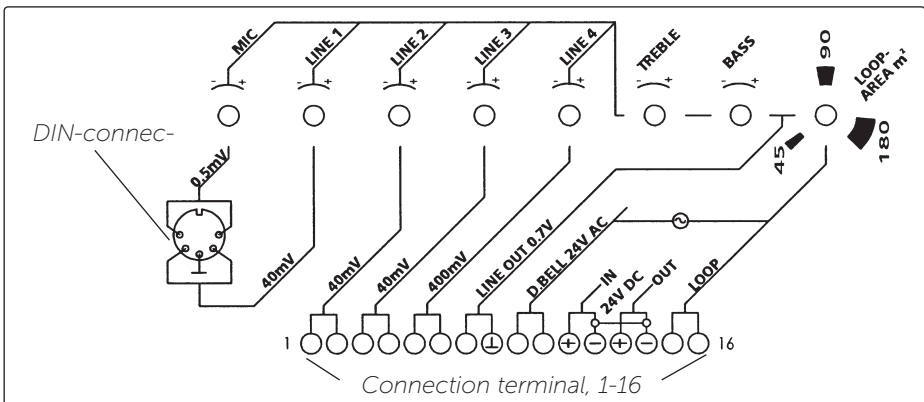 MIC
LINE 1
LINE 2
LINE 3
LINE 4
TREBLE
BASS
90
LOOP-
AREA m²
- +
- +
- +
- +
- +
- +
- +
45
180
DIN-connec-
0.5mV
40mV
40mV
40mV
400mV
LINE OUT 0.7V
D.BELL 24V AC
IN
24V DC
OUT
LOOP
1
+ - + -
16
Connection terminal, 1-16